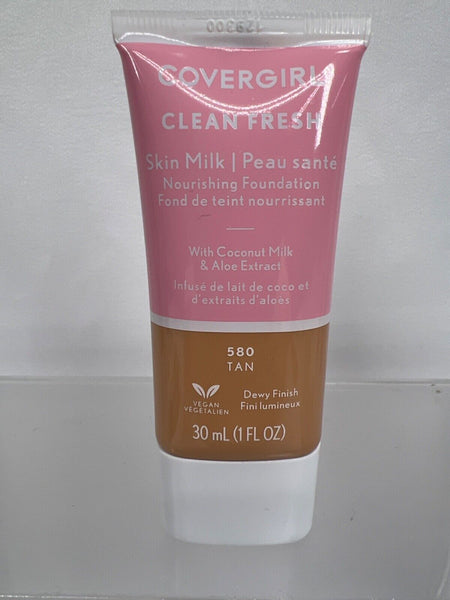 COVERGIRL
CLEAN FRESH
Skin Milk | Peau santé
Nourishing Foundation
Fond de teint nourrissant
With Coconut Milk
& Aloe Extract
Infusé de lait de coco et
d'extraits d'aloès
580
TAN
VEGAN
VÉGÉTALIEN
Dewy Finish
Fini lumineux
30 mL (1 FL OZ)